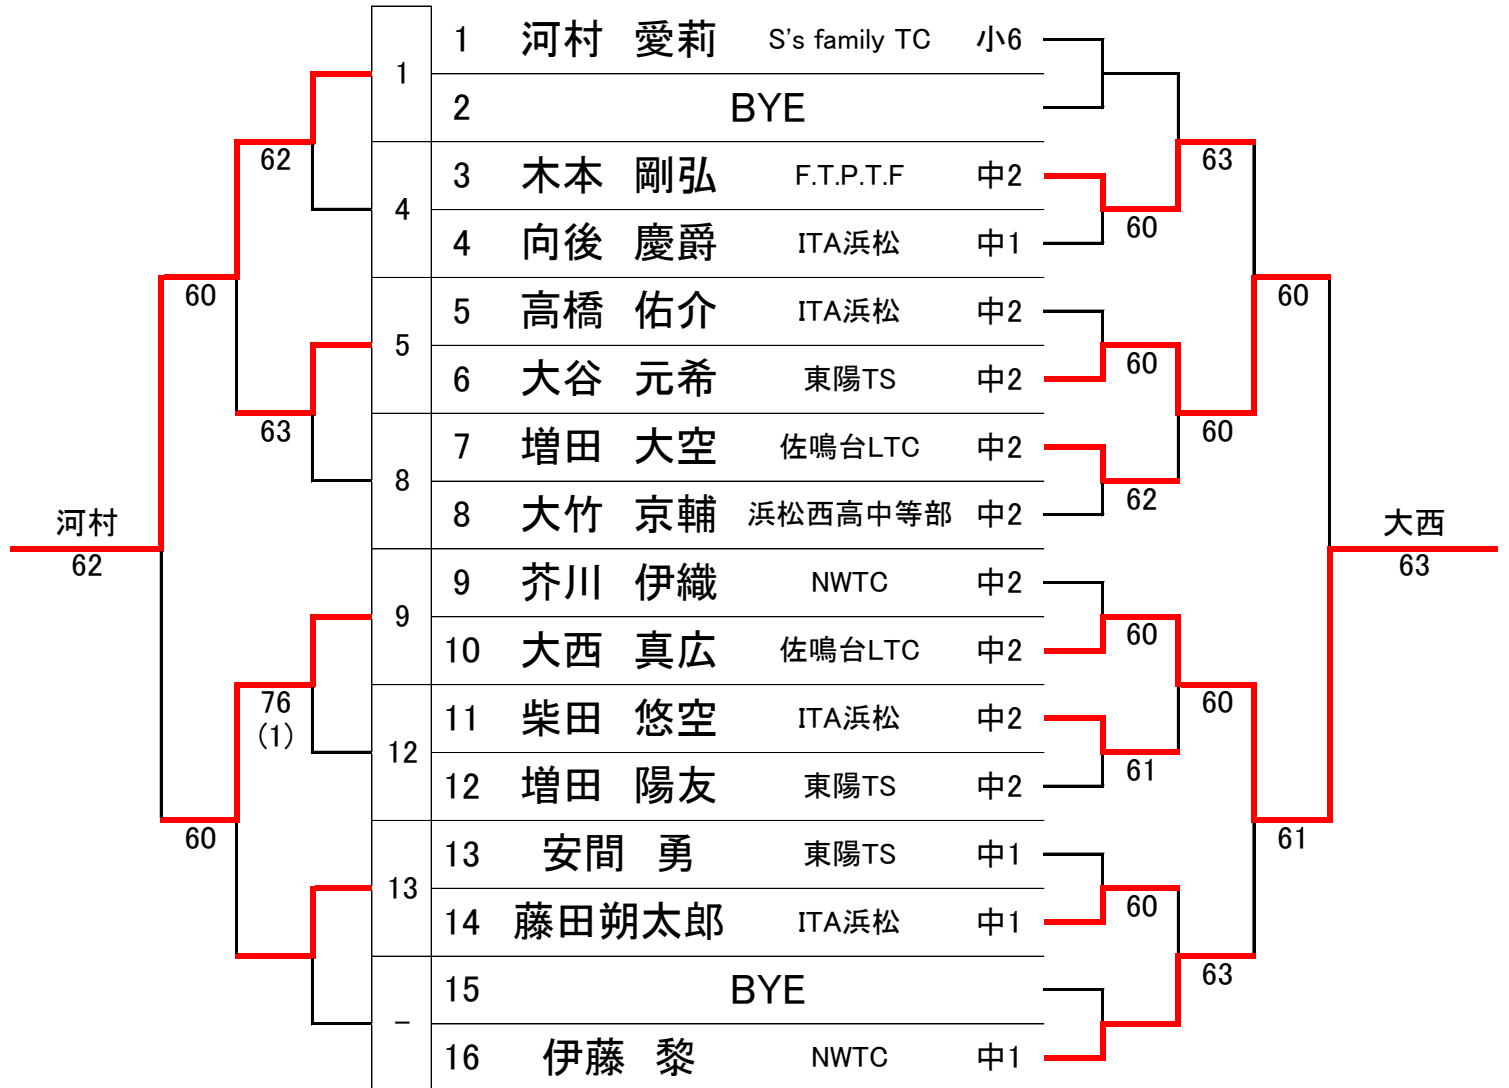 1 河村 愛莉 S's family TC 小6
1
2 BYE
62 63
3 木本 剛弘 F.T.P.T.F 中2
4 60
4 向後 慶爵 ITA浜松 中1
60 60
5 高橋 佑介 ITA浜松 中2
5 60
6 大谷 元希 東陽TS 中2
63 60
7 増田 大空 佐鳴台LTC 中2
8 62
8 大竹 京輔 浜松西高中等部 中2
河村 大西
62 63
9 芥川 伊織 NWTC 中2
9 60
10 大西 真広 佐鳴台LTC 中2
76 60
(1)
11 柴田 悠空 ITA浜松 中2
12 61
12 増田 陽友 東陽TS 中2
60 61
13 安間 勇 東陽TS 中1
13 60
14 藤田朔太郎 ITA浜松 中1
63
15 BYE
–
16 伊藤 黎 NWTC 中1